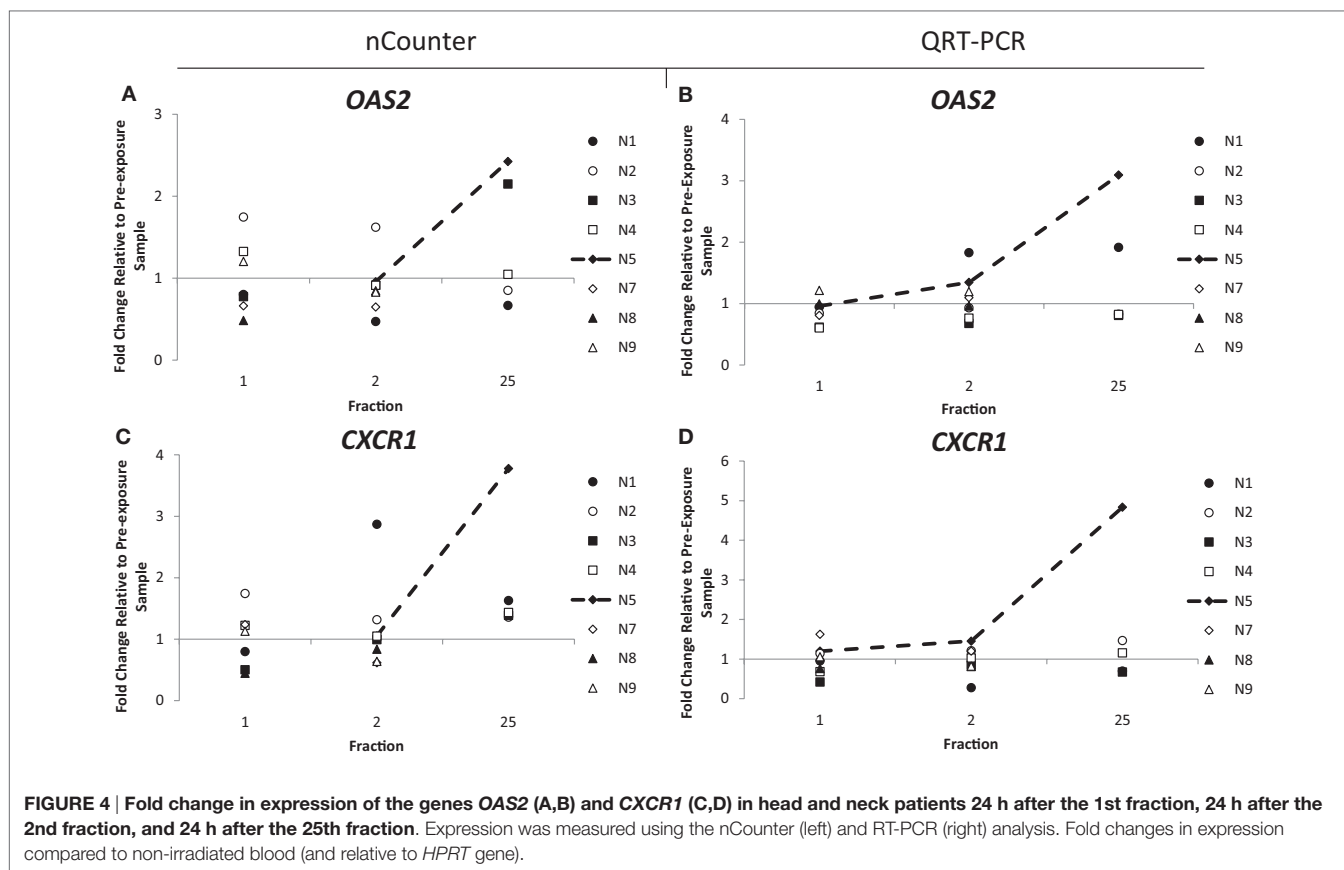 nCounter
QRT-PCR
A
OAS2
Fold Change Relative to Pre-exposure
Sample
3
2
1
0
1
2
25
Fraction
N1
N2
N3
N4
N5
N7
N8
N9
B
OAS2
Fold Change Relative to Pre-Exposure
Sample
4
3
2
1
0
1
2
25
Fraction
N1
N2
N3
N4
N5
N7
N8
N9
C
CXCR1
Fold Change Relative to Pre-exposure
Sample
4
3
2
1
0
1
2
25
Fraction
N1
N2
N3
N4
N5
N7
N8
N9
D
CXCR1
Fold Change Relative to Pre-Exposure
Sample
6
5
4
3
2
1
0
1
2
25
Fraction
N1
N2
N3
N4
N5
N7
N8
N9
FIGURE 4 | Fold change in expression of the genes OAS2 (A,B) and CXCR1 (C,D) in head and neck patients 24 h after the 1st fraction, 24 h after the
2nd fraction, and 24 h after the 25th fraction. Expression was measured using the nCounter (left) and RT-PCR (right) analysis. Fold changes in expression
compared to non-irradiated blood (and relative to HPRT gene).